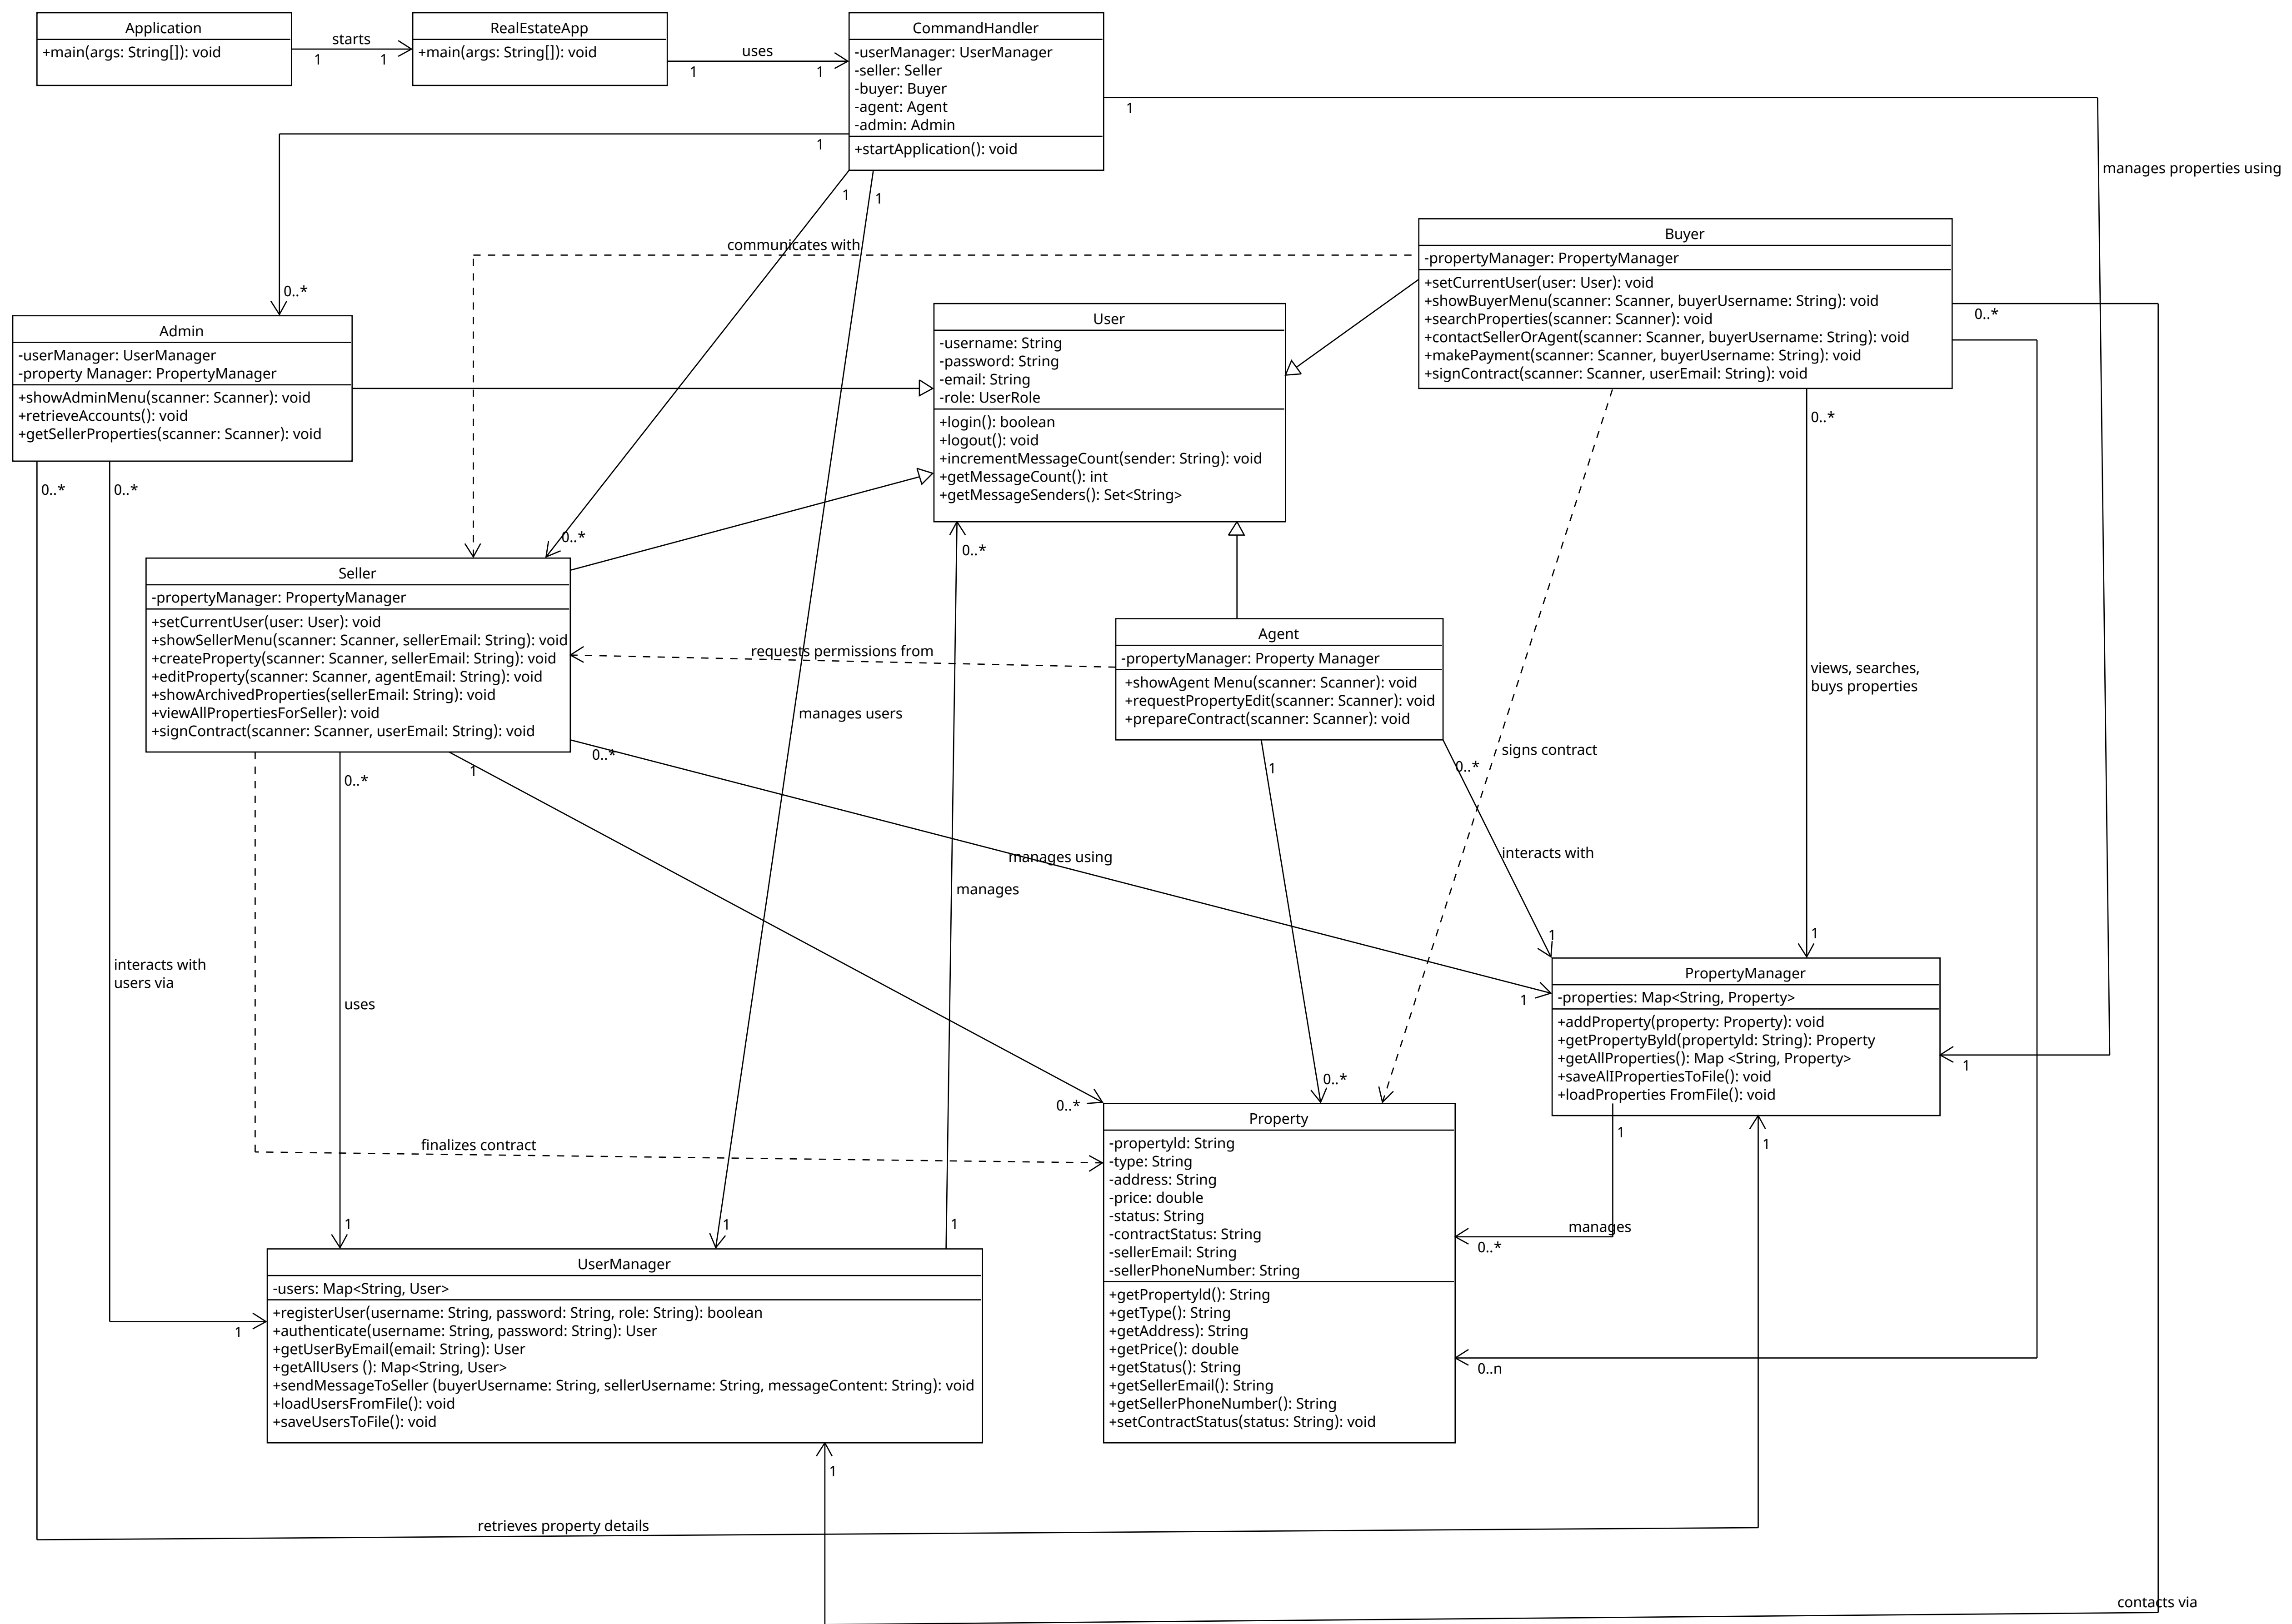 Application
+main(args: String[]): void
starts
1
1
RealEstateApp
+main(args: String[]): void
uses
1
1
CommandHandler
-userManager: UserManager
-seller: Seller
-buyer: Buyer
-agent: Agent
-admin: Admin
+startApplication(): void
1
1
1
1
manages properties using
communicates with
0..*
Buyer
-propertyManager: PropertyManager
+setCurrentUser(user: User): void
+showBuyerMenu(scanner: Scanner, buyerUsername: String): void
+searchProperties(scanner: Scanner): void
+contactSellerOrAgent(scanner: Scanner, buyerUsername: String): void
+makePayment(scanner: Scanner, buyerUsername: String): void
+signContract(scanner: Scanner, userEmail: String): void
0..*
0..*
Admin
-userManager: UserManager
-property Manager: PropertyManager
+showAdminMenu(scanner: Scanner): void
+retrieveAccounts(): void
+getSellerProperties(scanner: Scanner): void
0..*
0..*
User
-username: String
-password: String
-email: String
-role: UserRole
+login(): boolean
+logout(): void
+incrementMessageCount(sender: String): void
+getMessageCount(): int
+getMessageSenders(): Set<String>
0..*
0..*
Seller
-propertyManager: PropertyManager
+setCurrentUser(user: User): void
+showSellerMenu(scanner: Scanner, sellerEmail: String): void
+createProperty(scanner: Scanner, sellerEmail: String): void
+editProperty(scanner: Scanner, agentEmail: String): void
+showArchivedProperties(sellerEmail: String): void
+viewAllPropertiesForSeller): void
+signContract(scanner: Scanner, userEmail: String): void
0..*
1
0..*
requests permissions from
manages users
Agent
-propertyManager: Property Manager
+showAgent Menu(scanner: Scanner): void
+requestPropertyEdit(scanner: Scanner): void
+prepareContract(scanner: Scanner): void
1
0..*
views, searches,
buys properties
signs contract
manages using
interacts with
manages
interacts with
users via
uses
1
1
1
PropertyManager
-properties: Map<String, Property>
+addProperty(property: Property): void
+getPropertyById(propertyId: String): Property
+getAllProperties(): Map <String, Property>
+saveAlIPropertiesToFile(): void
+loadProperties FromFile(): void
1
1
1
0..*
0..*
Property
-propertyld: String
-type: String
-address: String
-price: double
-status: String
-contractStatus: String
-sellerEmail: String
-sellerPhoneNumber: String
+getPropertyld(): String
+getType(): String
+getAddress): String
+getPrice(): double
+getStatus(): String
+getSellerEmail(): String
+getSellerPhoneNumber(): String
+setContractStatus(status: String): void
finalizes contract
manages
0..*
0..n
1
1
1
UserManager
-users: Map<String, User>
+registerUser(username: String, password: String, role: String): boolean
+authenticate(username: String, password: String): User
+getUserByEmail(email: String): User
+getAllUsers (): Map<String, User>
+sendMessageToSeller (buyerUsername: String, sellerUsername: String, messageContent: String): void
+loadUsersFromFile(): void
+saveUsersToFile(): void
1
1
retrieves property details
contacts via